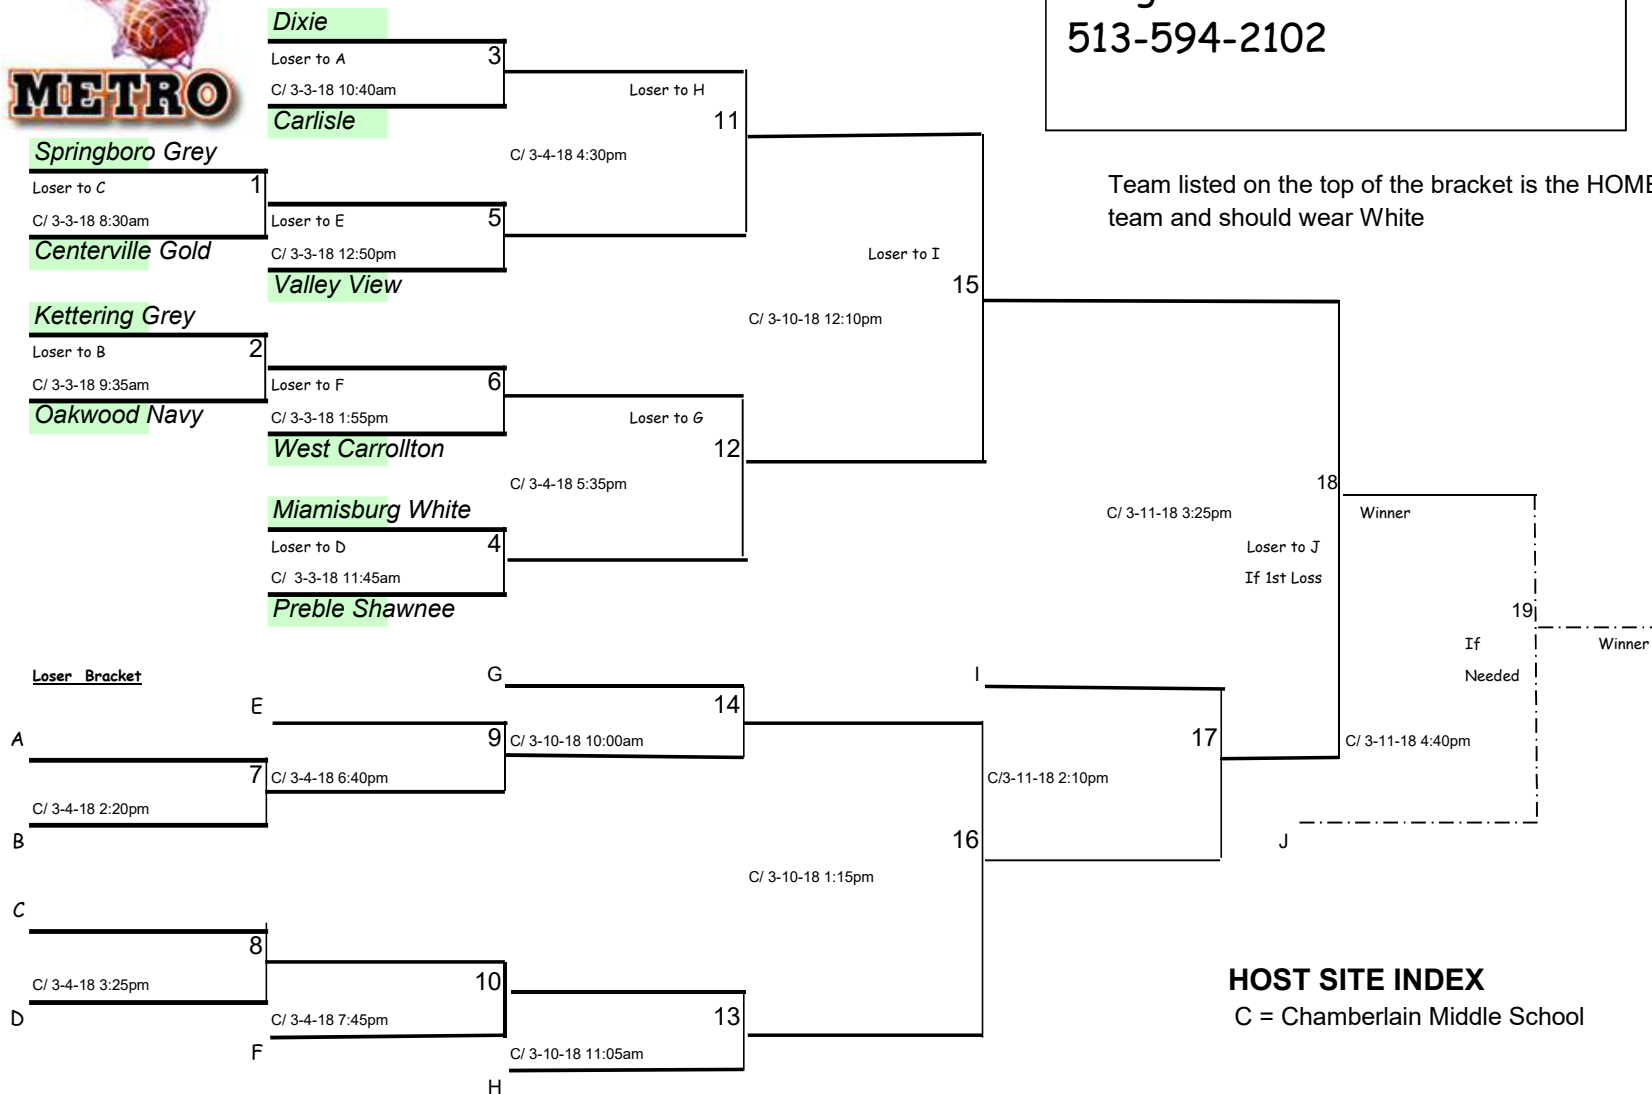 METRO
513-594-2102
Team listed on the top of the bracket is the HOME
team and should wear White
Dixie
Loser to A
3
C/ 3-3-18 10:40am
Carlisle
Loser to H
11
C/ 3-4-18 4:30pm
Springboro Grey
Loser to C
1
C/ 3-3-18 8:30am
Centerville Gold
Loser to E
5
C/ 3-3-18 12:50pm
Valley View
Loser to I
15
C/ 3-10-18 12:10pm
Kettering Grey
Loser to B
2
C/ 3-3-18 9:35am
Oakwood Navy
Loser to F
6
C/ 3-3-18 1:55pm
West Carrollton
Loser to G
12
C/ 3-4-18 5:35pm
Miamisburg White
Loser to D
4
C/ 3-3-18 11:45am
Preble Shawnee
18
C/ 3-11-18 3:25pm
Winner
Loser to J
If 1st Loss
19
If
Needed
Winner
C/ 3-11-18 4:40pm
J
Loser Bracket
G
14
C/ 3-10-18 10:00am
E
9
C/ 3-4-18 6:40pm
A
7
C/ 3-4-18 2:20pm
B
I
17
C/3-11-18 2:10pm
16
C/ 3-10-18 1:15pm
C
8
C/ 3-4-18 3:25pm
D
10
C/ 3-4-18 7:45pm
F
13
C/ 3-10-18 11:05am
H
HOST SITE INDEX
C = Chamberlain Middle School